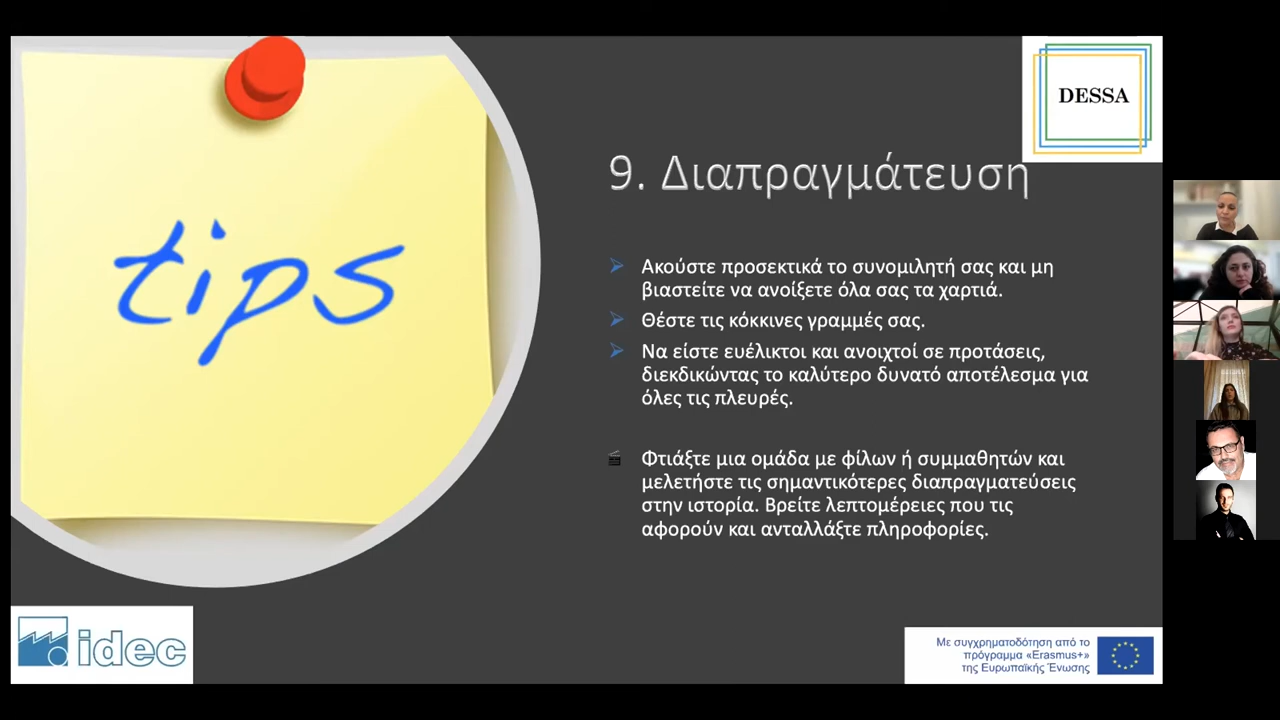 tips
DESSA
9. Διαπραγμάτευση
Ακούστε προσεκτικά το συνομιλητή σας και μη
βιαστείτε να ανοίξετε όλα σας τα χαρτιά.
Θέστε τις κόκκινες γραμμές σας.
Να είστε ευέλικτοι και ανοιχτοί σε προτάσεις,
διεκδικώντας το καλύτερο δυνατό αποτέλεσμα για
όλες τις πλευρές.
Φτιάξτε μια ομάδα με φίλων ή συμμαθητών και
μελετήστε τις σημαντικότερες διαπραγματεύσεις
στην ιστορία. Βρείτε λεπτομέρειες που τις
αφορούν και ανταλλάξτε πληροφορίες.
idec
Με συγχρηματοδότηση από το
πρόγραμμα «Erasmus+»
της Ευρωπαϊκής Ένωσης